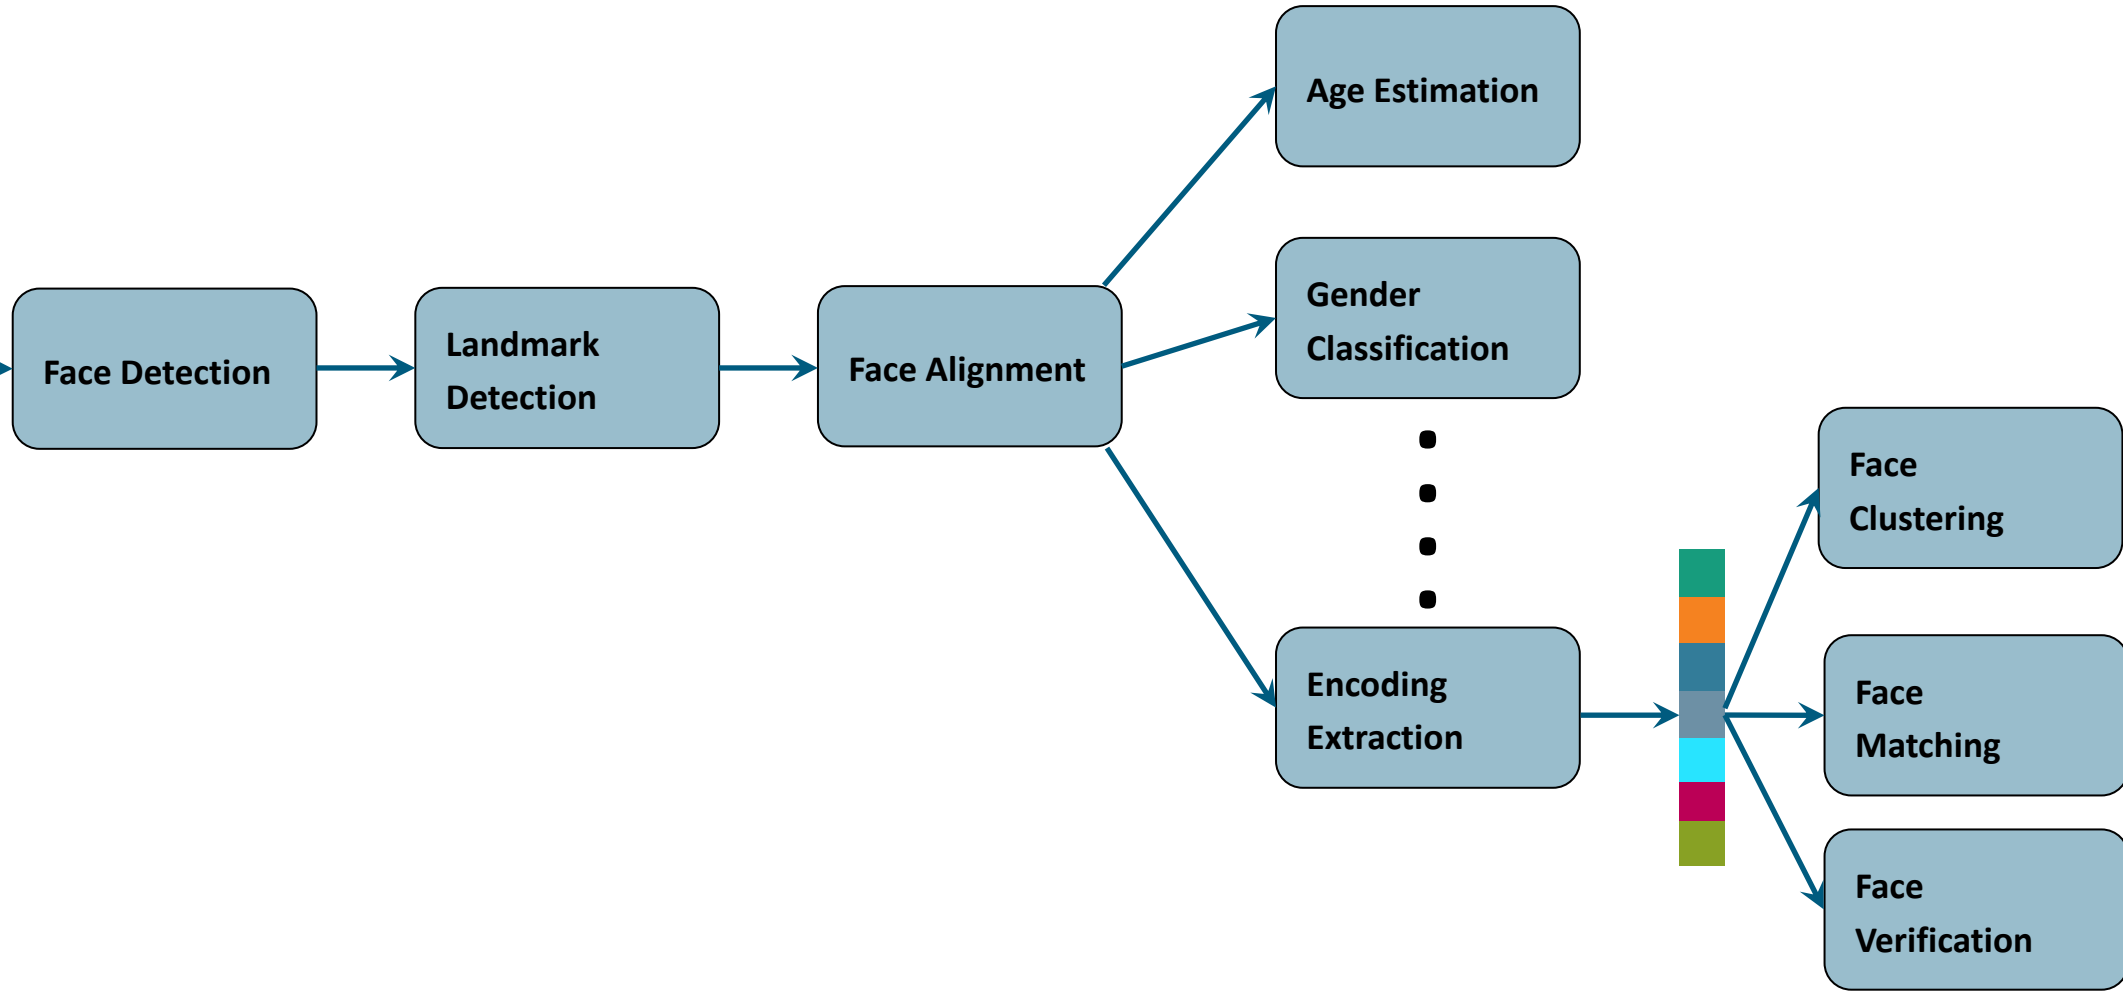 Face Detection
Landmark
Detection
Face Alignment
Age Estimation
Gender
Classification
Encoding
Extraction
Face
Clustering
Face
Matching
Face
Verification